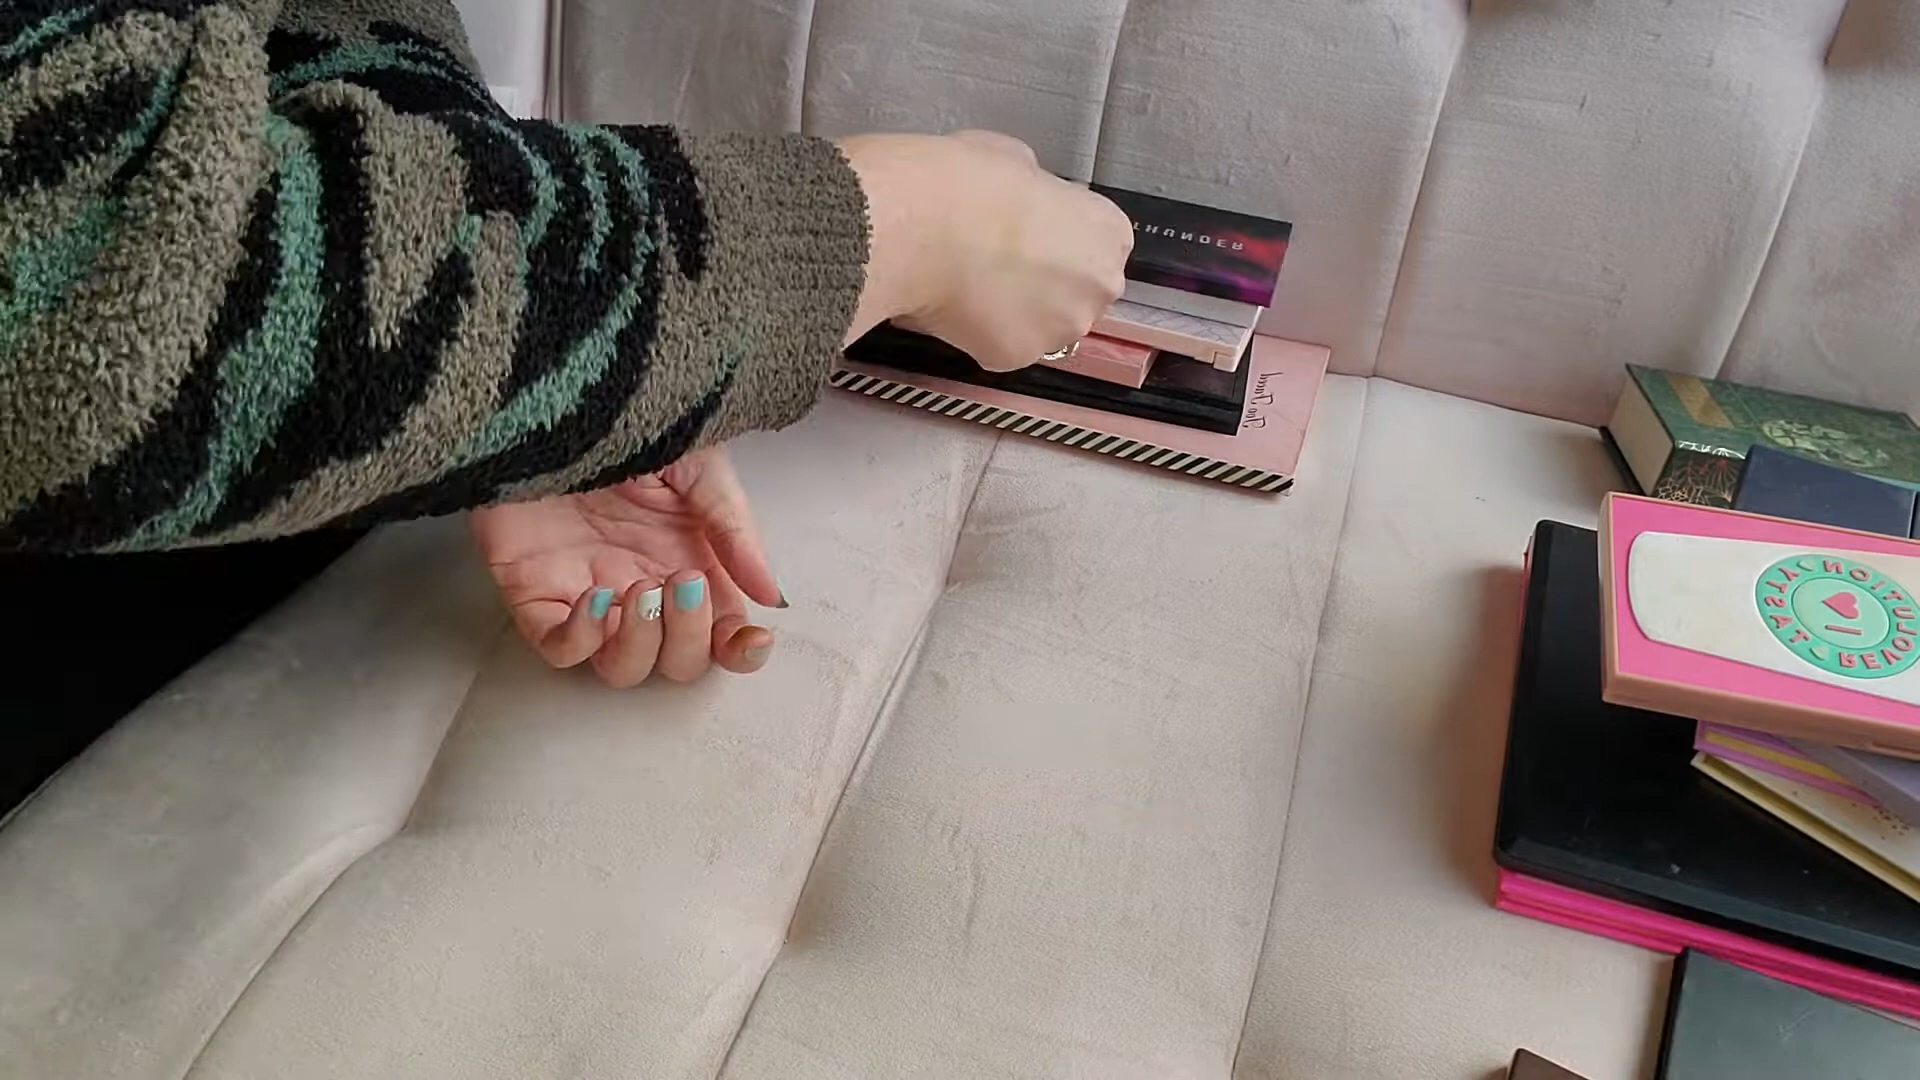 THUNDER
Too Faced
I ♥ REVOLUTION
TASTY